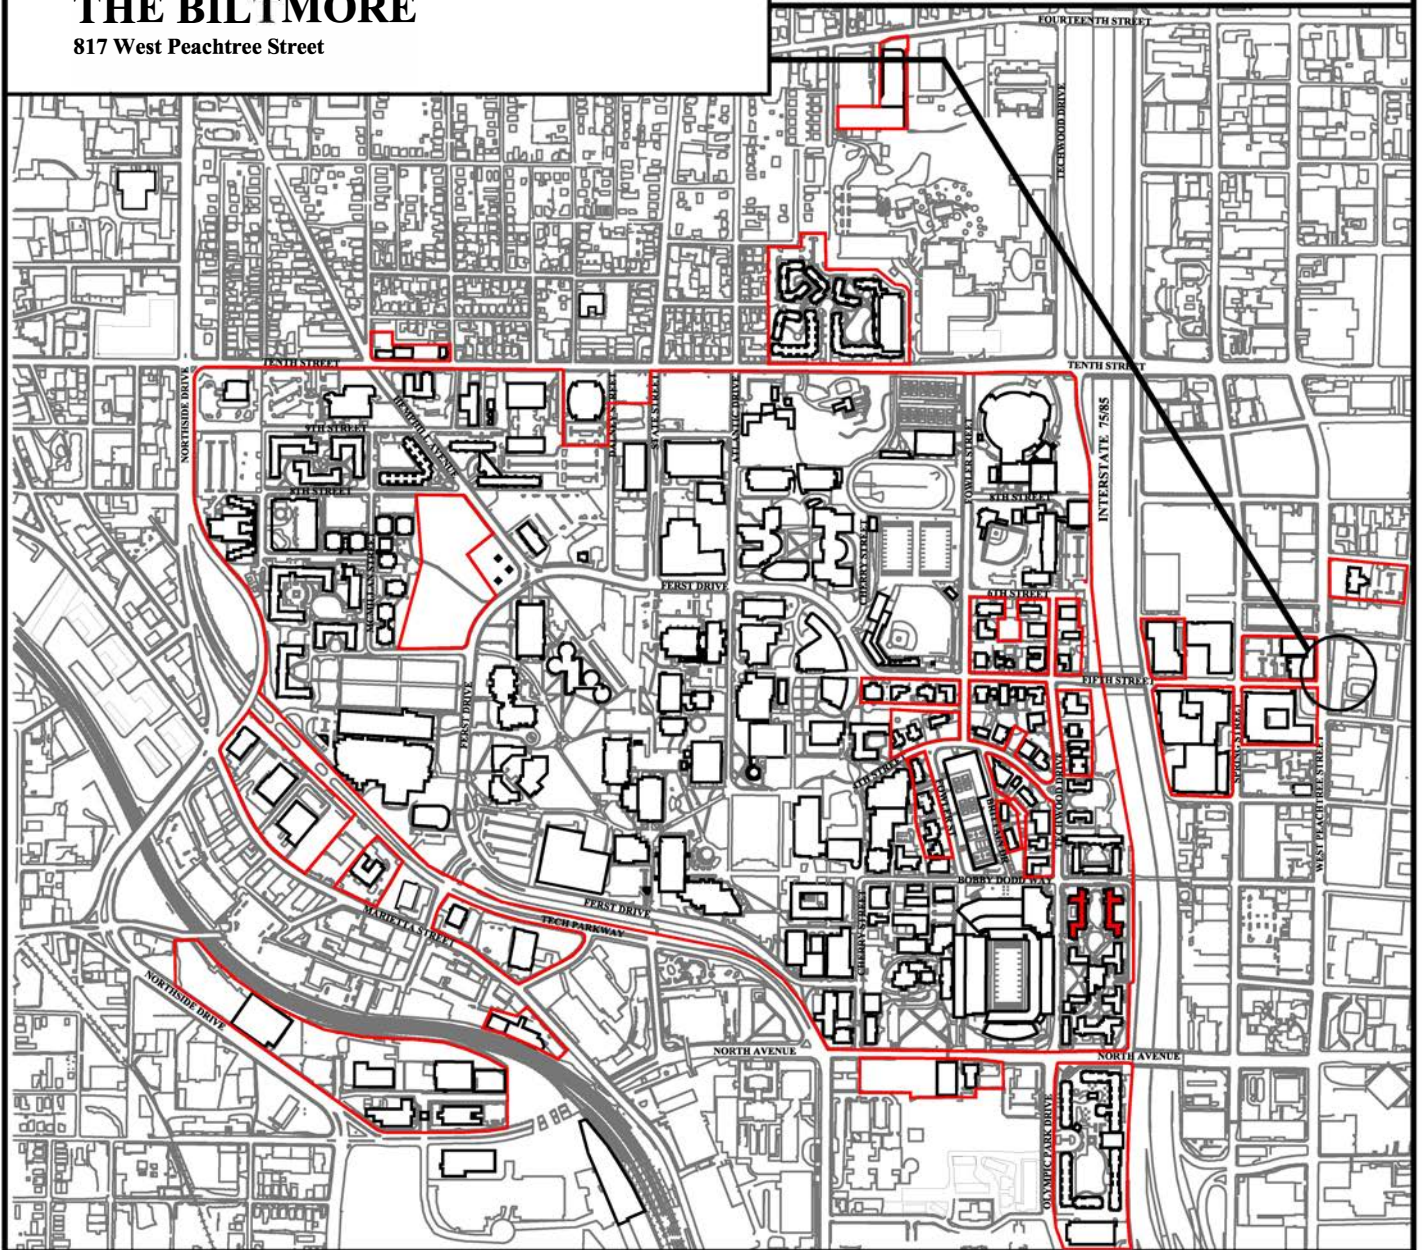 THE BILTMORE
817 West Peachtree Street
FOURTEENTH STREET
TECHWOOD DRIVE
TENTH STREET
TENTH STREET
NORTHSIDE DRIVE
HEMPHILL AVENUE
STATE STREET
ATLANTIC DRIVE
INTERSTATE 75/85
9TH STREET
FOWLER STREET
8TH STREET
8TH STREET
CHERRY STREET
FERST DRIVE
6TH STREET
FIFTH STREET
FERST DRIVE
SPRING STREET
WEST PEACHTREE STREET
TECHWOOD DRIVE
BOBBY DODD WAY
FERST DRIVE
TECH PARKWAY
MARIETTA STREET
CHERRY STREET
NORTHSIDE DRIVE
NORTH AVENUE
NORTH AVENUE
OLYMPIC PARK DRIVE